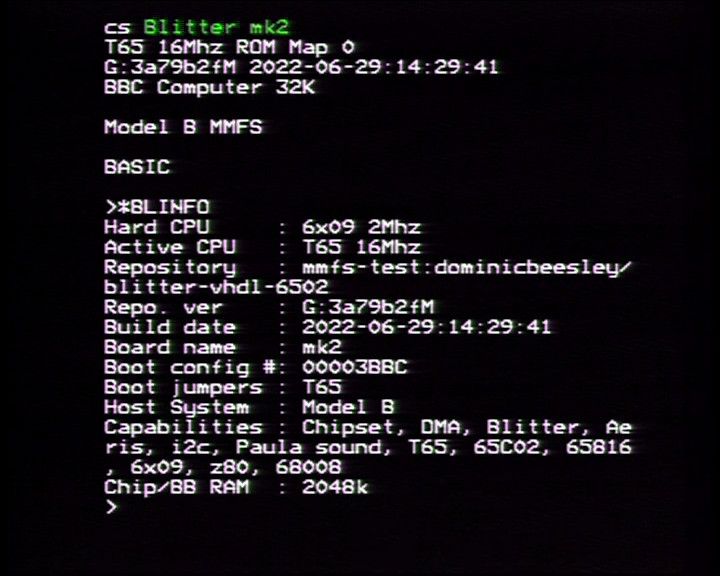 cs Blitter mk2
T65 16Mhz ROM Map 0
G:3a79b2fM 2022-06-29:14:29:41
BBC Computer 32K
Model B MMFS
BASIC
>*BLINFO
Hard CPU     : 6x09 2Mhz
Active CPU   : T65 16Mhz
Repository   : mmfs-test:dominicbeesley/
blitter-vhdl-6502
Repo. ver    : G:3a79b2fM
Build date   : 2022-06-29:14:29:41
Board name   : mk2
Boot config #: 00003BBC
Boot jumpers : T65
Host System  : Model B
Capabilities : Chipset, DMA, Blitter, Ae
ris, i2c, Paula sound, T65, 65C02, 65816
, 6x09, z80, 68008
Chip/BB RAM  : 2048k
>